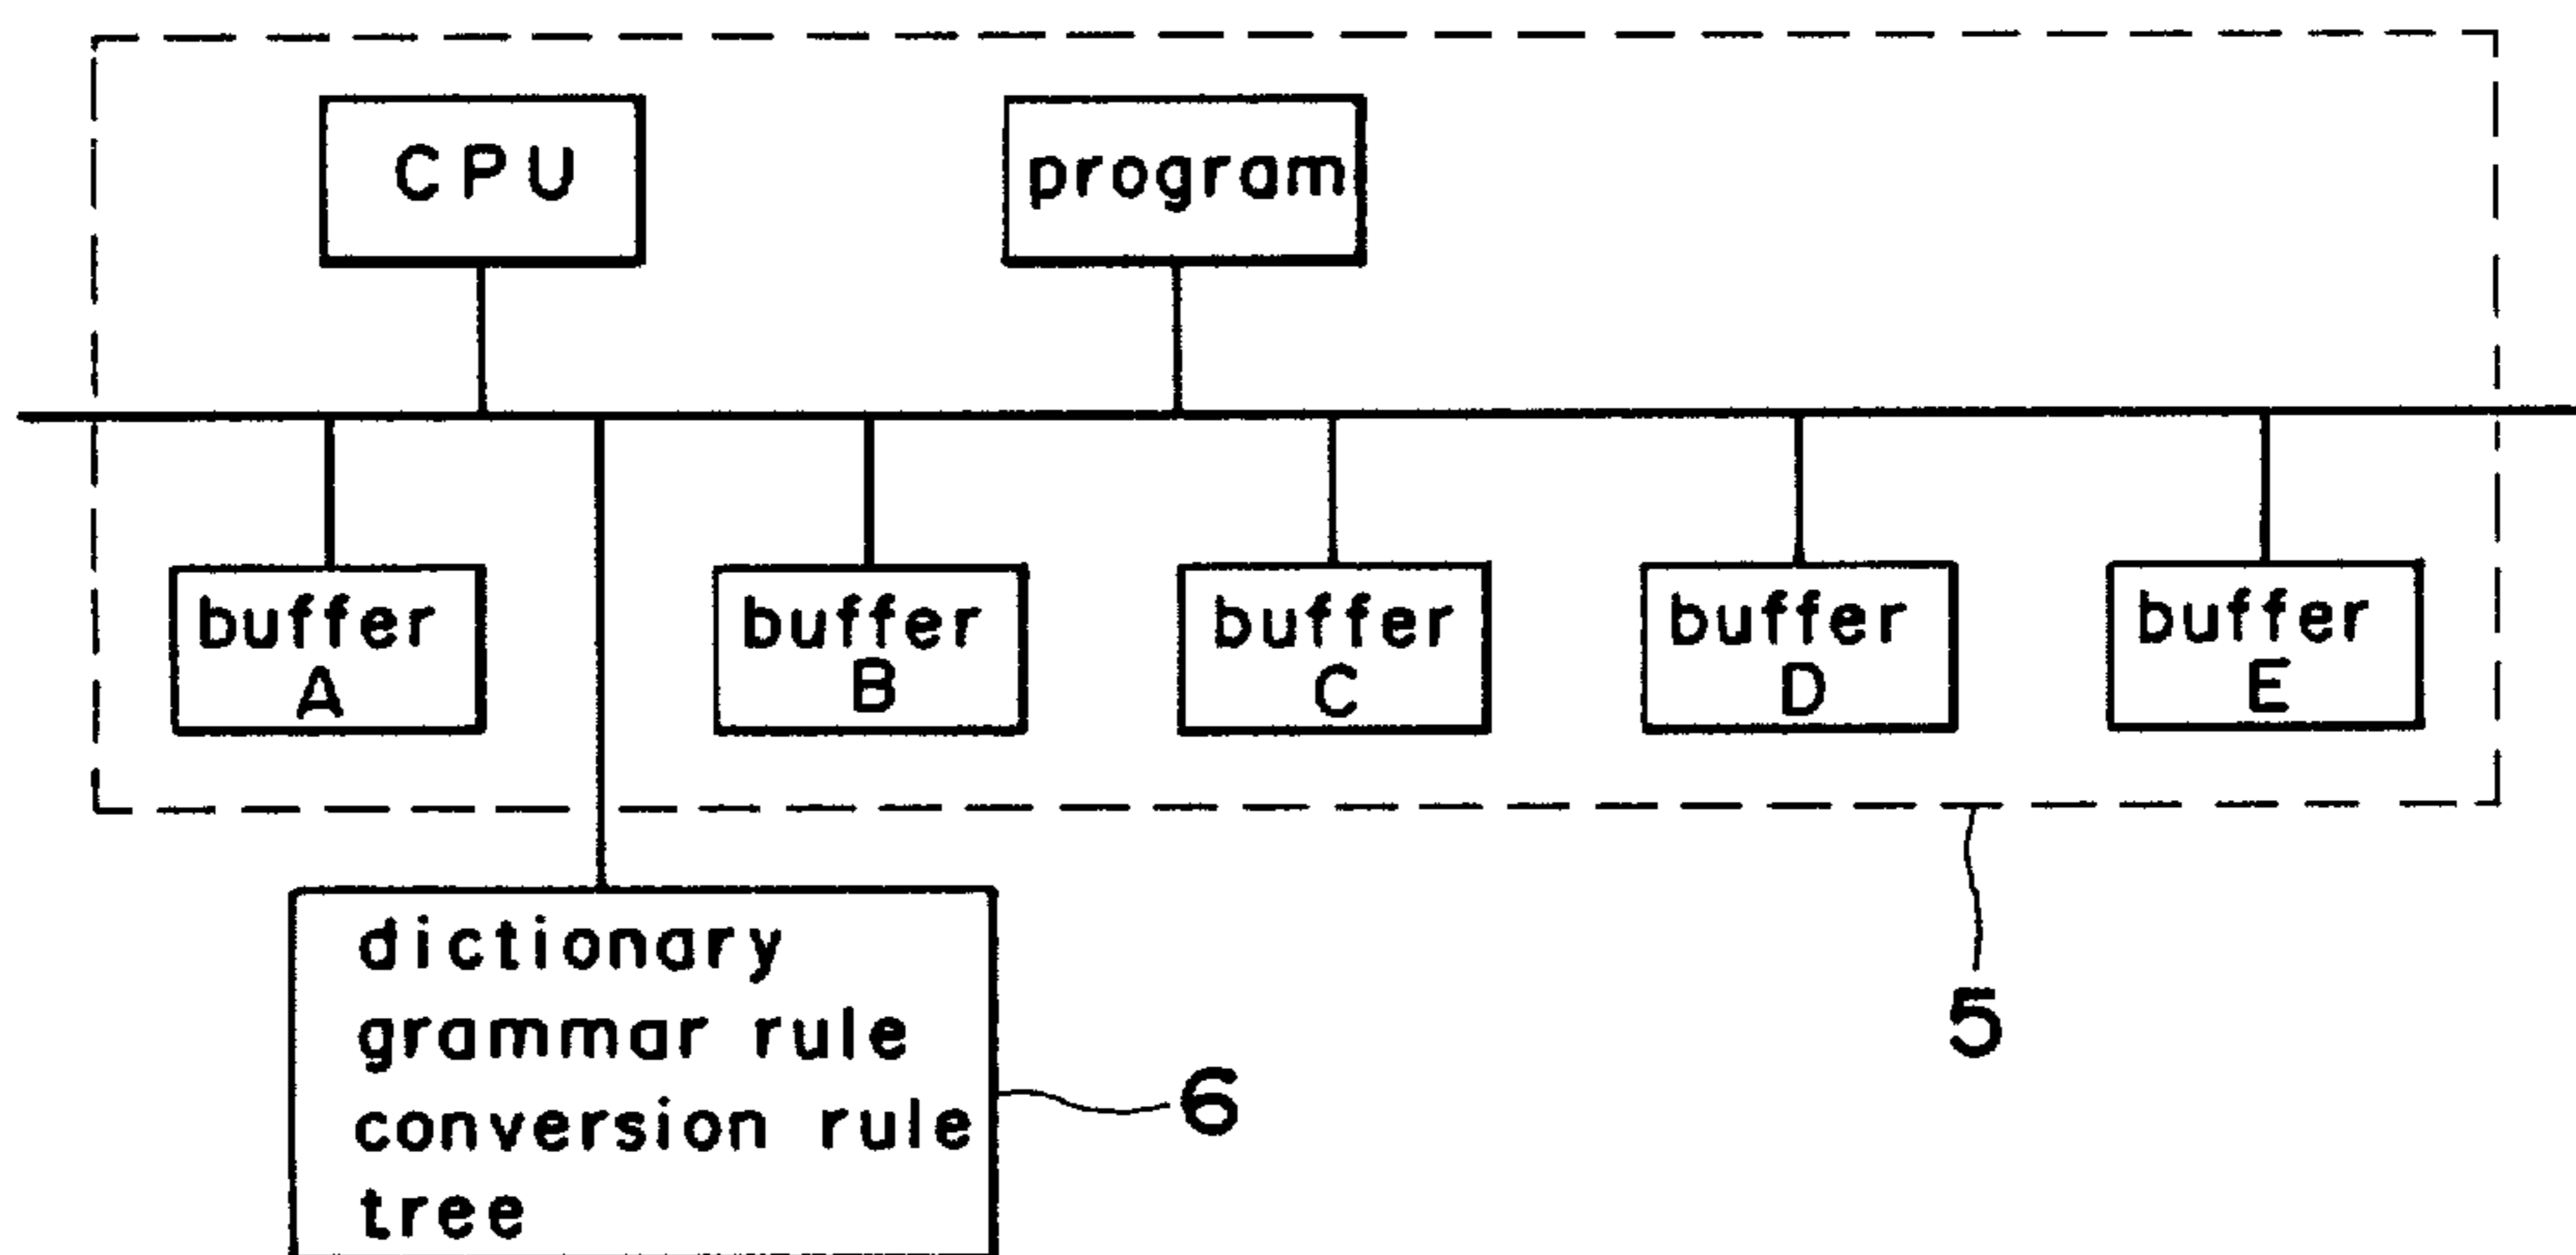 CPU
program
buffer
A
buffer
B
buffer
C
buffer
D
buffer
E
5
dictionary
grammar rule
conversion rule
tree
6